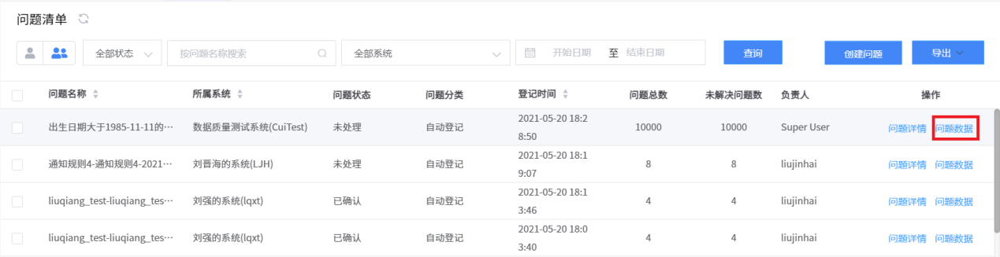 问题清单
全部状态 按问题名称搜索 全部系统 开始日期 至 结束日期 查询 创建问题 导出
问题名称 所属系统 问题状态 问题分类 登记时间 问题总数 未解决问题数 负责人 操作
出生日期大于1985-11-11的… 数据质量测试系统(CuiTest) 未处理 自动登记 2021-05-20 18:2
8:50 10000 10000 Super User 问题详情 问题数据
通知规则4-通知规则4-2021… 刘晋海的系统(LJH) 未处理 自动登记 2021-05-20 18:1
9:07 8 8 liujinhai 问题详情 问题数据
liuqiang_test-liuqiang_tes… 刘强的系统(lqxt) 已确认 自动登记 2021-05-20 18:1
3:46 4 4 liujinhai 问题详情 问题数据
liuqiang_test-liuqiang_tes… 刘强的系统(lqxt) 已确认 自动登记 2021-05-20 18:0
3:40 4 4 liujinhai 问题详情 问题数据